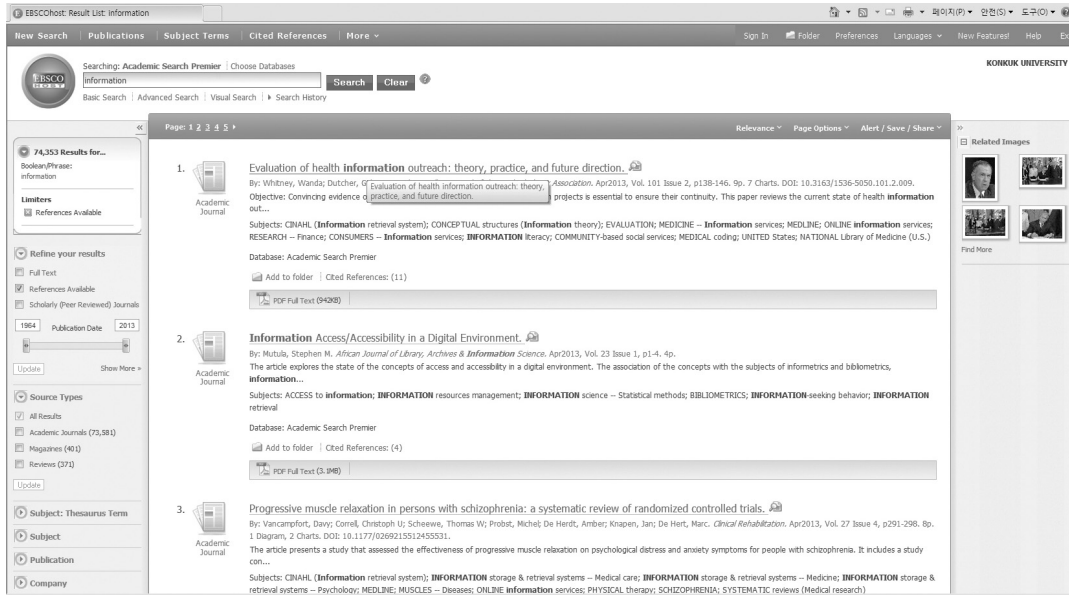 EBSCOhost: Result List: information
페이지(P) 안전(S) 도구(O)
New Search | Publications | Subject Terms | Cited References | More
Sign In Folder Preferences Languages New Features! Help
EBSCO
HOST
Searching: Academic Search Premier | Choose Databases
information Search Clear
Basic Search | Advanced Search | Visual Search | Search History
KONKUK UNIVERSITY
«
74,353 Results for...
Boolean/Phrase:
information
Limiters
References Available
Refine your results
Full Text
References Available
Scholarly (Peer Reviewed) Journals
1964 Publication Date 2013
Update Show More »
Source Types
All Results
Academic Journals (73,581)
Magazines (401)
Reviews (371)
Update
Subject: Thesaurus Term
Subject
Publication
Company
Page: 1 2 3 4 5
Relevance Page Options Alert / Save / Share
1.
Academic
Journal
Evaluation of health information outreach: theory, practice, and future direction.
By: Whitney, Wanda; Dutcher, Association. Apr2013, Vol. 101 Issue 2, p138-146. 9p. 7 Charts. DOI: 10.3163/1536-5050.101.2.009.
Evaluation of health information outreach: theory,
practice, and future direction.
Objective: Convincing evidence projects is essential to ensure their continuity. This paper reviews the current state of health information
out...
Subjects: CINAHL (Information retrieval system); CONCEPTUAL structures (Information theory); EVALUATION; MEDICINE -- Information services; MEDLINE; ONLINE information services;
RESEARCH -- Finance; CONSUMERS -- Information services; INFORMATION literacy; COMMUNITY-based social services; MEDICAL coding; UNITED States; NATIONAL Library of Medicine (U.S.)
Database: Academic Search Premier
Add to folder | Cited References: (11)
PDF Full Text (942KB)
2.
Academic
Journal
Information Access/Accessibility in a Digital Environment.
By: Mutula, Stephen M. African Journal of Library, Archives & Information Science. Apr2013, Vol. 23 Issue 1, p1-4. 4p.
The article explores the state of the concepts of access and accessibility in a digital environment. The association of the concepts with the subjects of informetrics and bibliometrics,
information...
Subjects: ACCESS to information; INFORMATION resources management; INFORMATION science -- Statistical methods; BIBLIOMETRICS; INFORMATION-seeking behavior; INFORMATION
retrieval
Database: Academic Search Premier
Add to folder | Cited References: (4)
PDF Full Text (3.1MB)
3.
Academic
Journal
Progressive muscle relaxation in persons with schizophrenia: a systematic review of randomized controlled trials.
By: Vancampfort, Davy; Correll, Christoph U; Scheewe, Thomas W; Probst, Michel; De Herdt, Amber; Knapen, Jan; De Hert, Marc. Clinical Rehabilitation. Apr2013, Vol. 27 Issue 4, p291-298. 8p.
1 Diagram, 2 Charts. DOI: 10.1177/0269215512455531.
The article presents a study that assessed the effectiveness of progressive muscle relaxation on psychological distress and anxiety symptoms for people with schizophrenia. It includes a study
con...
Subjects: CINAHL (Information retrieval system); INFORMATION storage & retrieval systems -- Medical care; INFORMATION storage & retrieval systems -- Medicine; INFORMATION storage &
retrieval systems -- Psychology; MEDLINE; MUSCLES -- Diseases; ONLINE information services; PHYSICAL therapy; SCHIZOPHRENIA; SYSTEMATIC reviews (Medical research)
»
Related Images
Find More